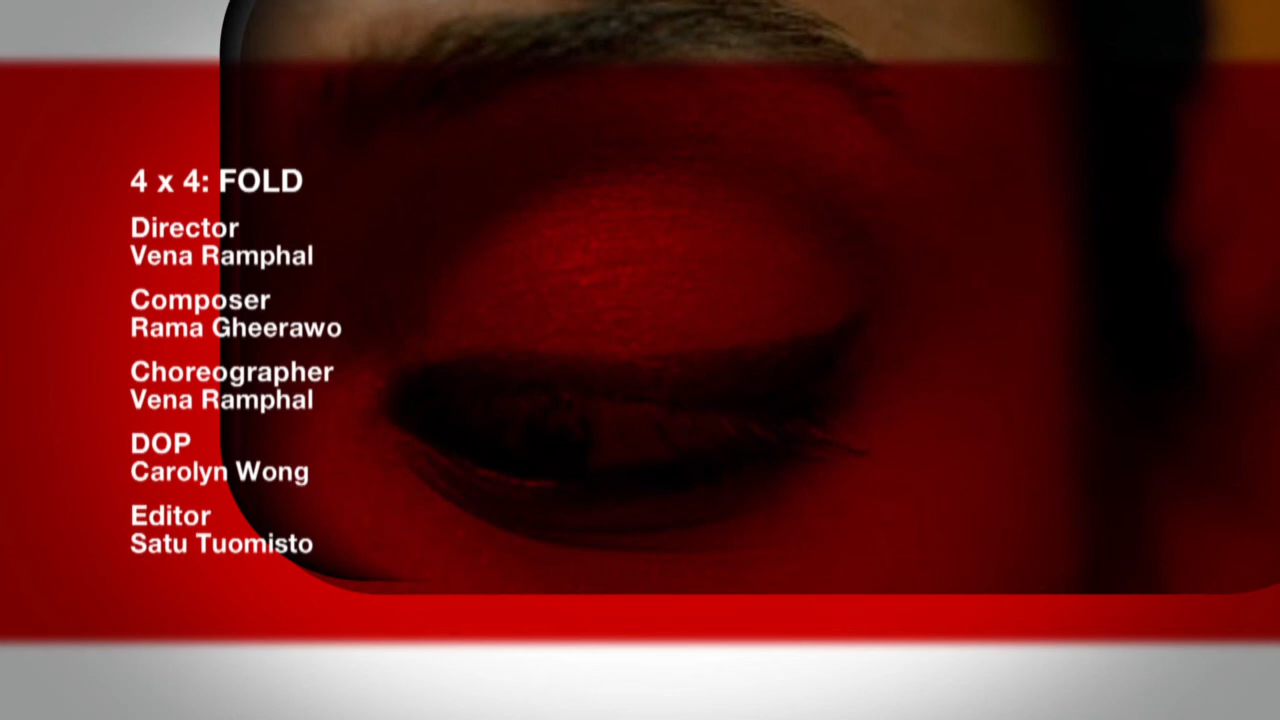 4 x 4: FOLD
Director
Vena Ramphal
Composer
Rama Gheerawo
Choreographer
Vena Ramphal
DOP
Carolyn Wong
Editor
Satu Tuomisto